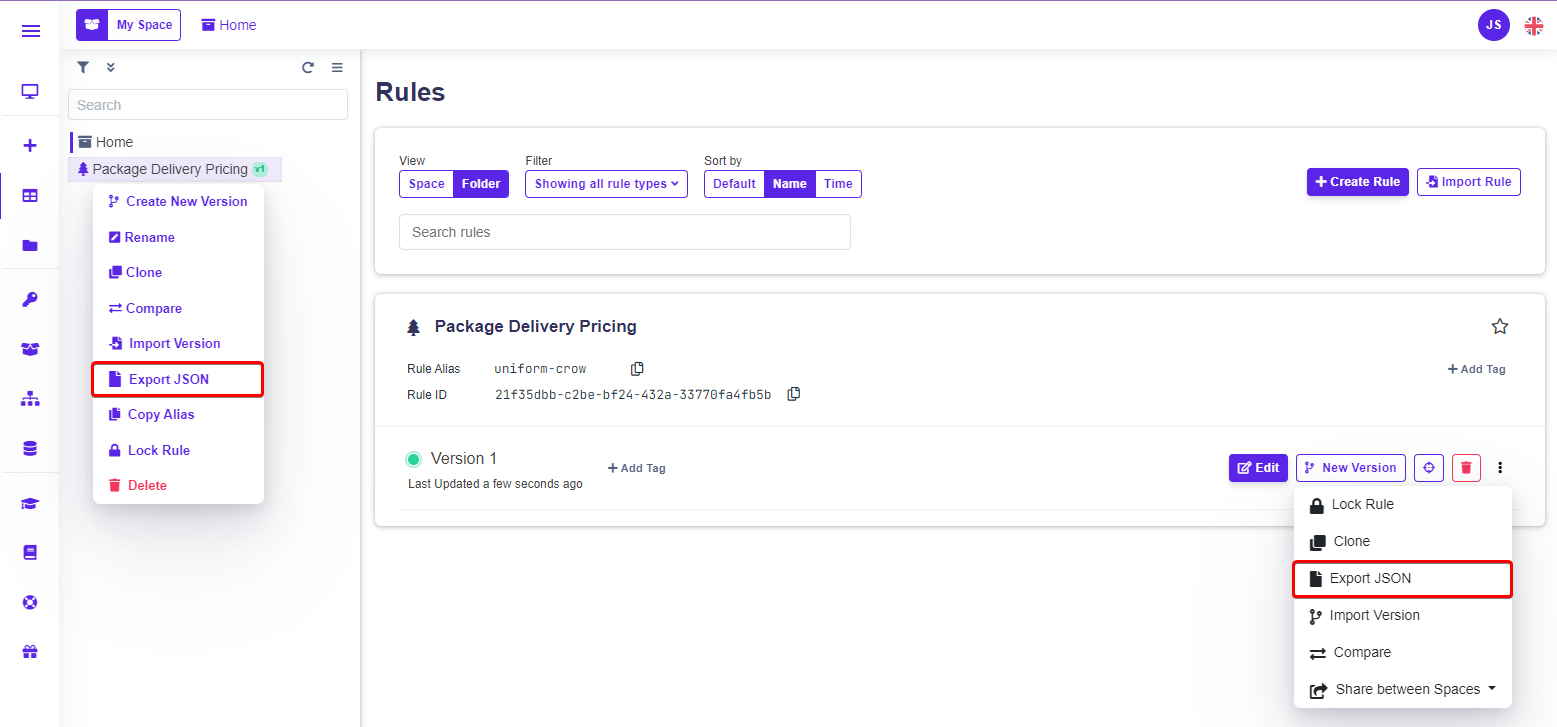 My Space
Home
JS
Search
Home
Package Delivery Pricing v1
Create New Version
Rename
Clone
Compare
Import Version
Export JSON
Copy Alias
Lock Rule
Delete
Rules
View
Filter
Sort by
Space
Folder
Showing all rule types
Default
Name
Time
Create Rule
Import Rule
Search rules
Package Delivery Pricing
Rule Alias
uniform-crow
Add Tag
Rule ID
21f35dbb-c2be-bf24-432a-33770fa4fb5b
Version 1
Add Tag
Last Updated a few seconds ago
Edit
New Version
Lock Rule
Clone
Export JSON
Import Version
Compare
Share between Spaces